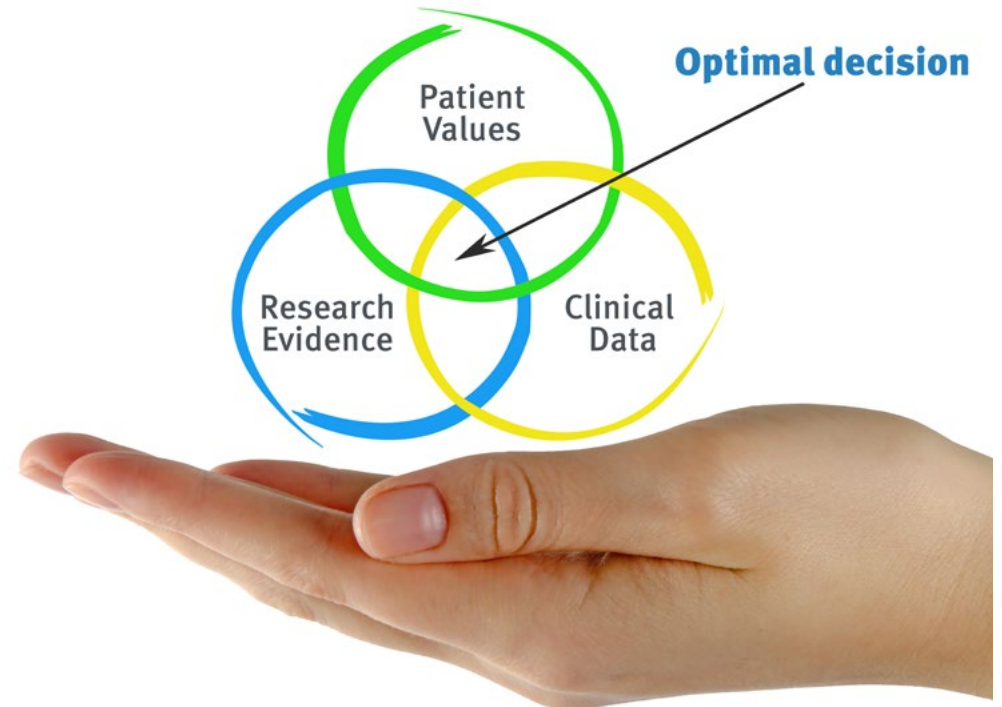 Optimal decision
Patient
Values
Research
Evidence
Clinical
Data